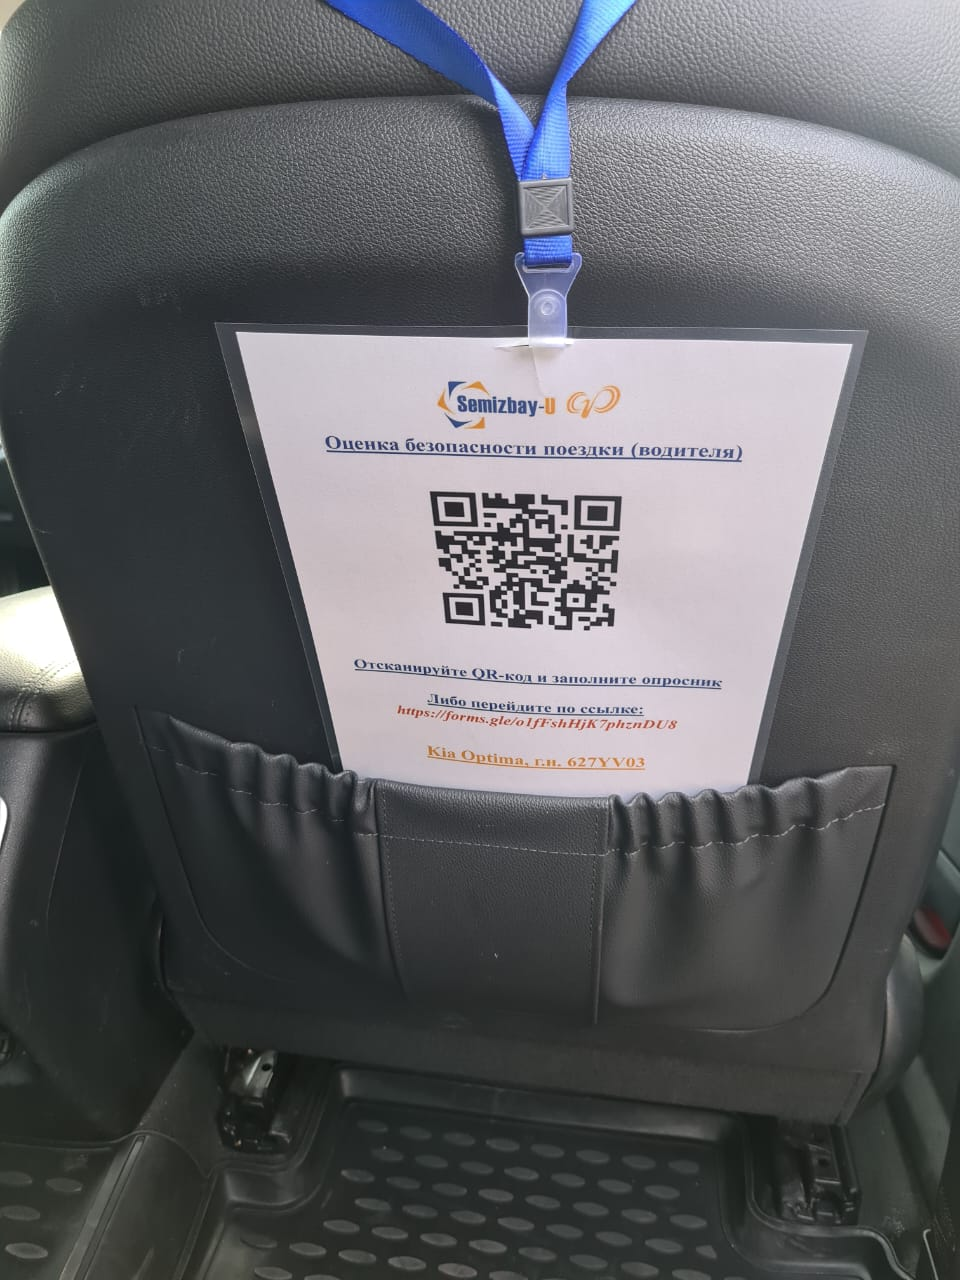 Semizbay-U
Оценка безопасности поездки (водителя)
Отсканируйте QR-код и заполните опросник
Либо перейдите по ссылке:
https://forms.gle/o1fFshHjK7phznDU8
Kia Optima, г.н. 627YV03